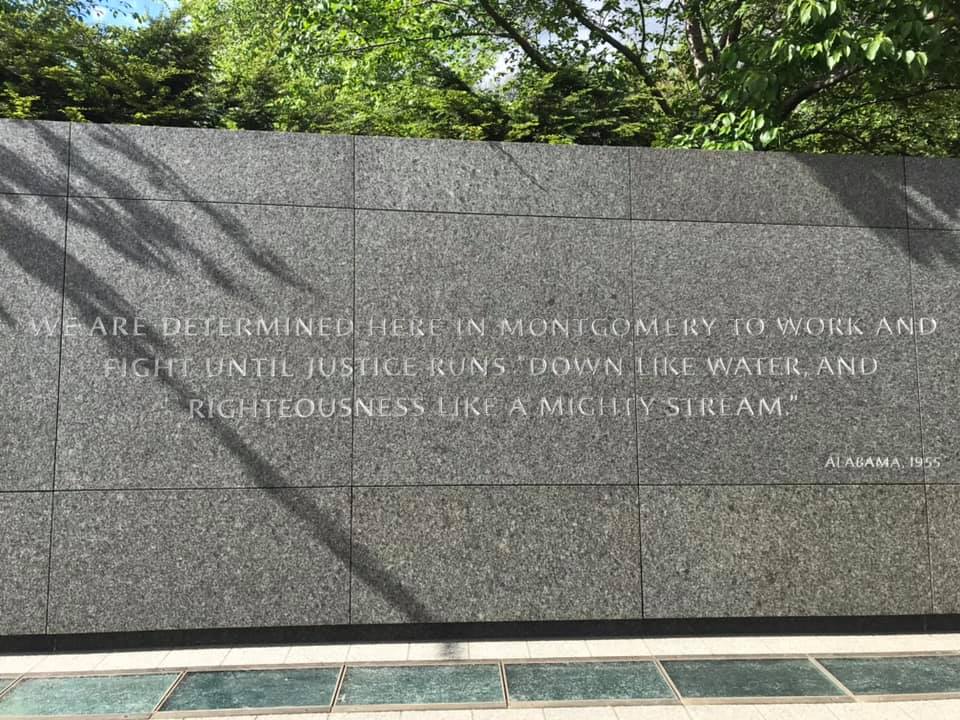 WE ARE DETERMINED HERE IN MONTGOMERY TO WORK AND
FIGHT UNTIL JUSTICE RUNS "DOWN LIKE WATER, AND
RIGHTEOUSNESS LIKE A MIGHTY STREAM."
ALABAMA, 1955